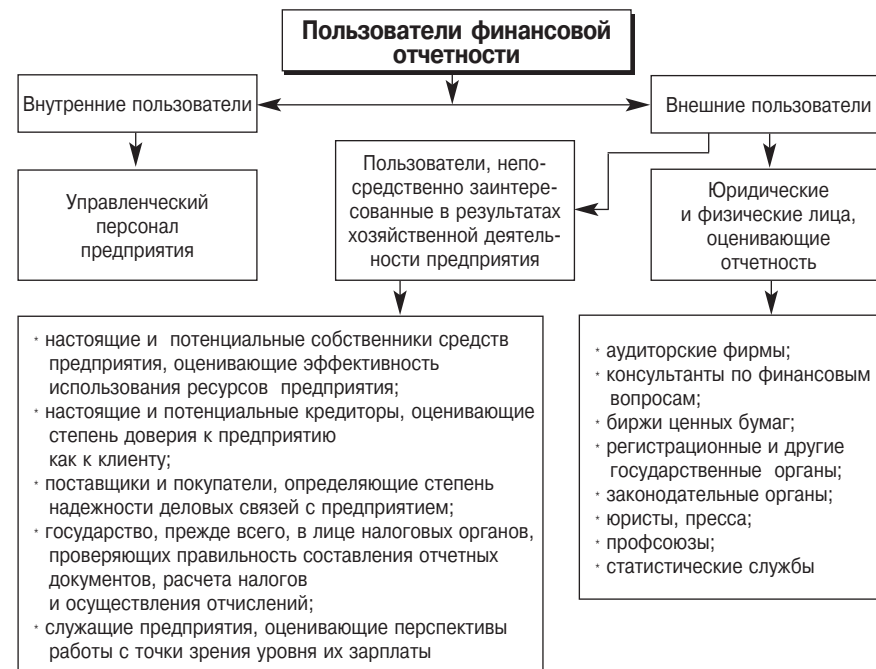 Пользователи финансовой
отчетности
Внутренние пользователи
Внешние пользователи
Управленческий
персонал
предприятия
Пользователи, непо-
средственно заинтере-
сованные в результатах
хозяйственной деятель-
ности предприятия
Юридические
и физические лица,
оценивающие
отчетность
* настоящие и потенциальные собственники средств
предприятия, оценивающие эффективность
использования ресурсов предприятия;
* настоящие и потенциальные кредиторы, оценивающие
степень доверия к предприятию
как к клиенту;
* поставщики и покупатели, определяющие степень
надежности деловых связей с предприятием;
* государство, прежде всего, в лице налоговых органов,
проверяющих правильность составления отчетных
документов, расчета налогов
и осуществления отчислений;
* служащие предприятия, оценивающие перспективы
работы с точки зрения уровня их зарплаты
* аудиторские фирмы;
* консультанты по финансовым
вопросам;
* биржи ценных бумаг;
* регистрационные и другие
государственные органы;
* законодательные органы;
* юристы, пресса;
* профсоюзы;
* статистические службы